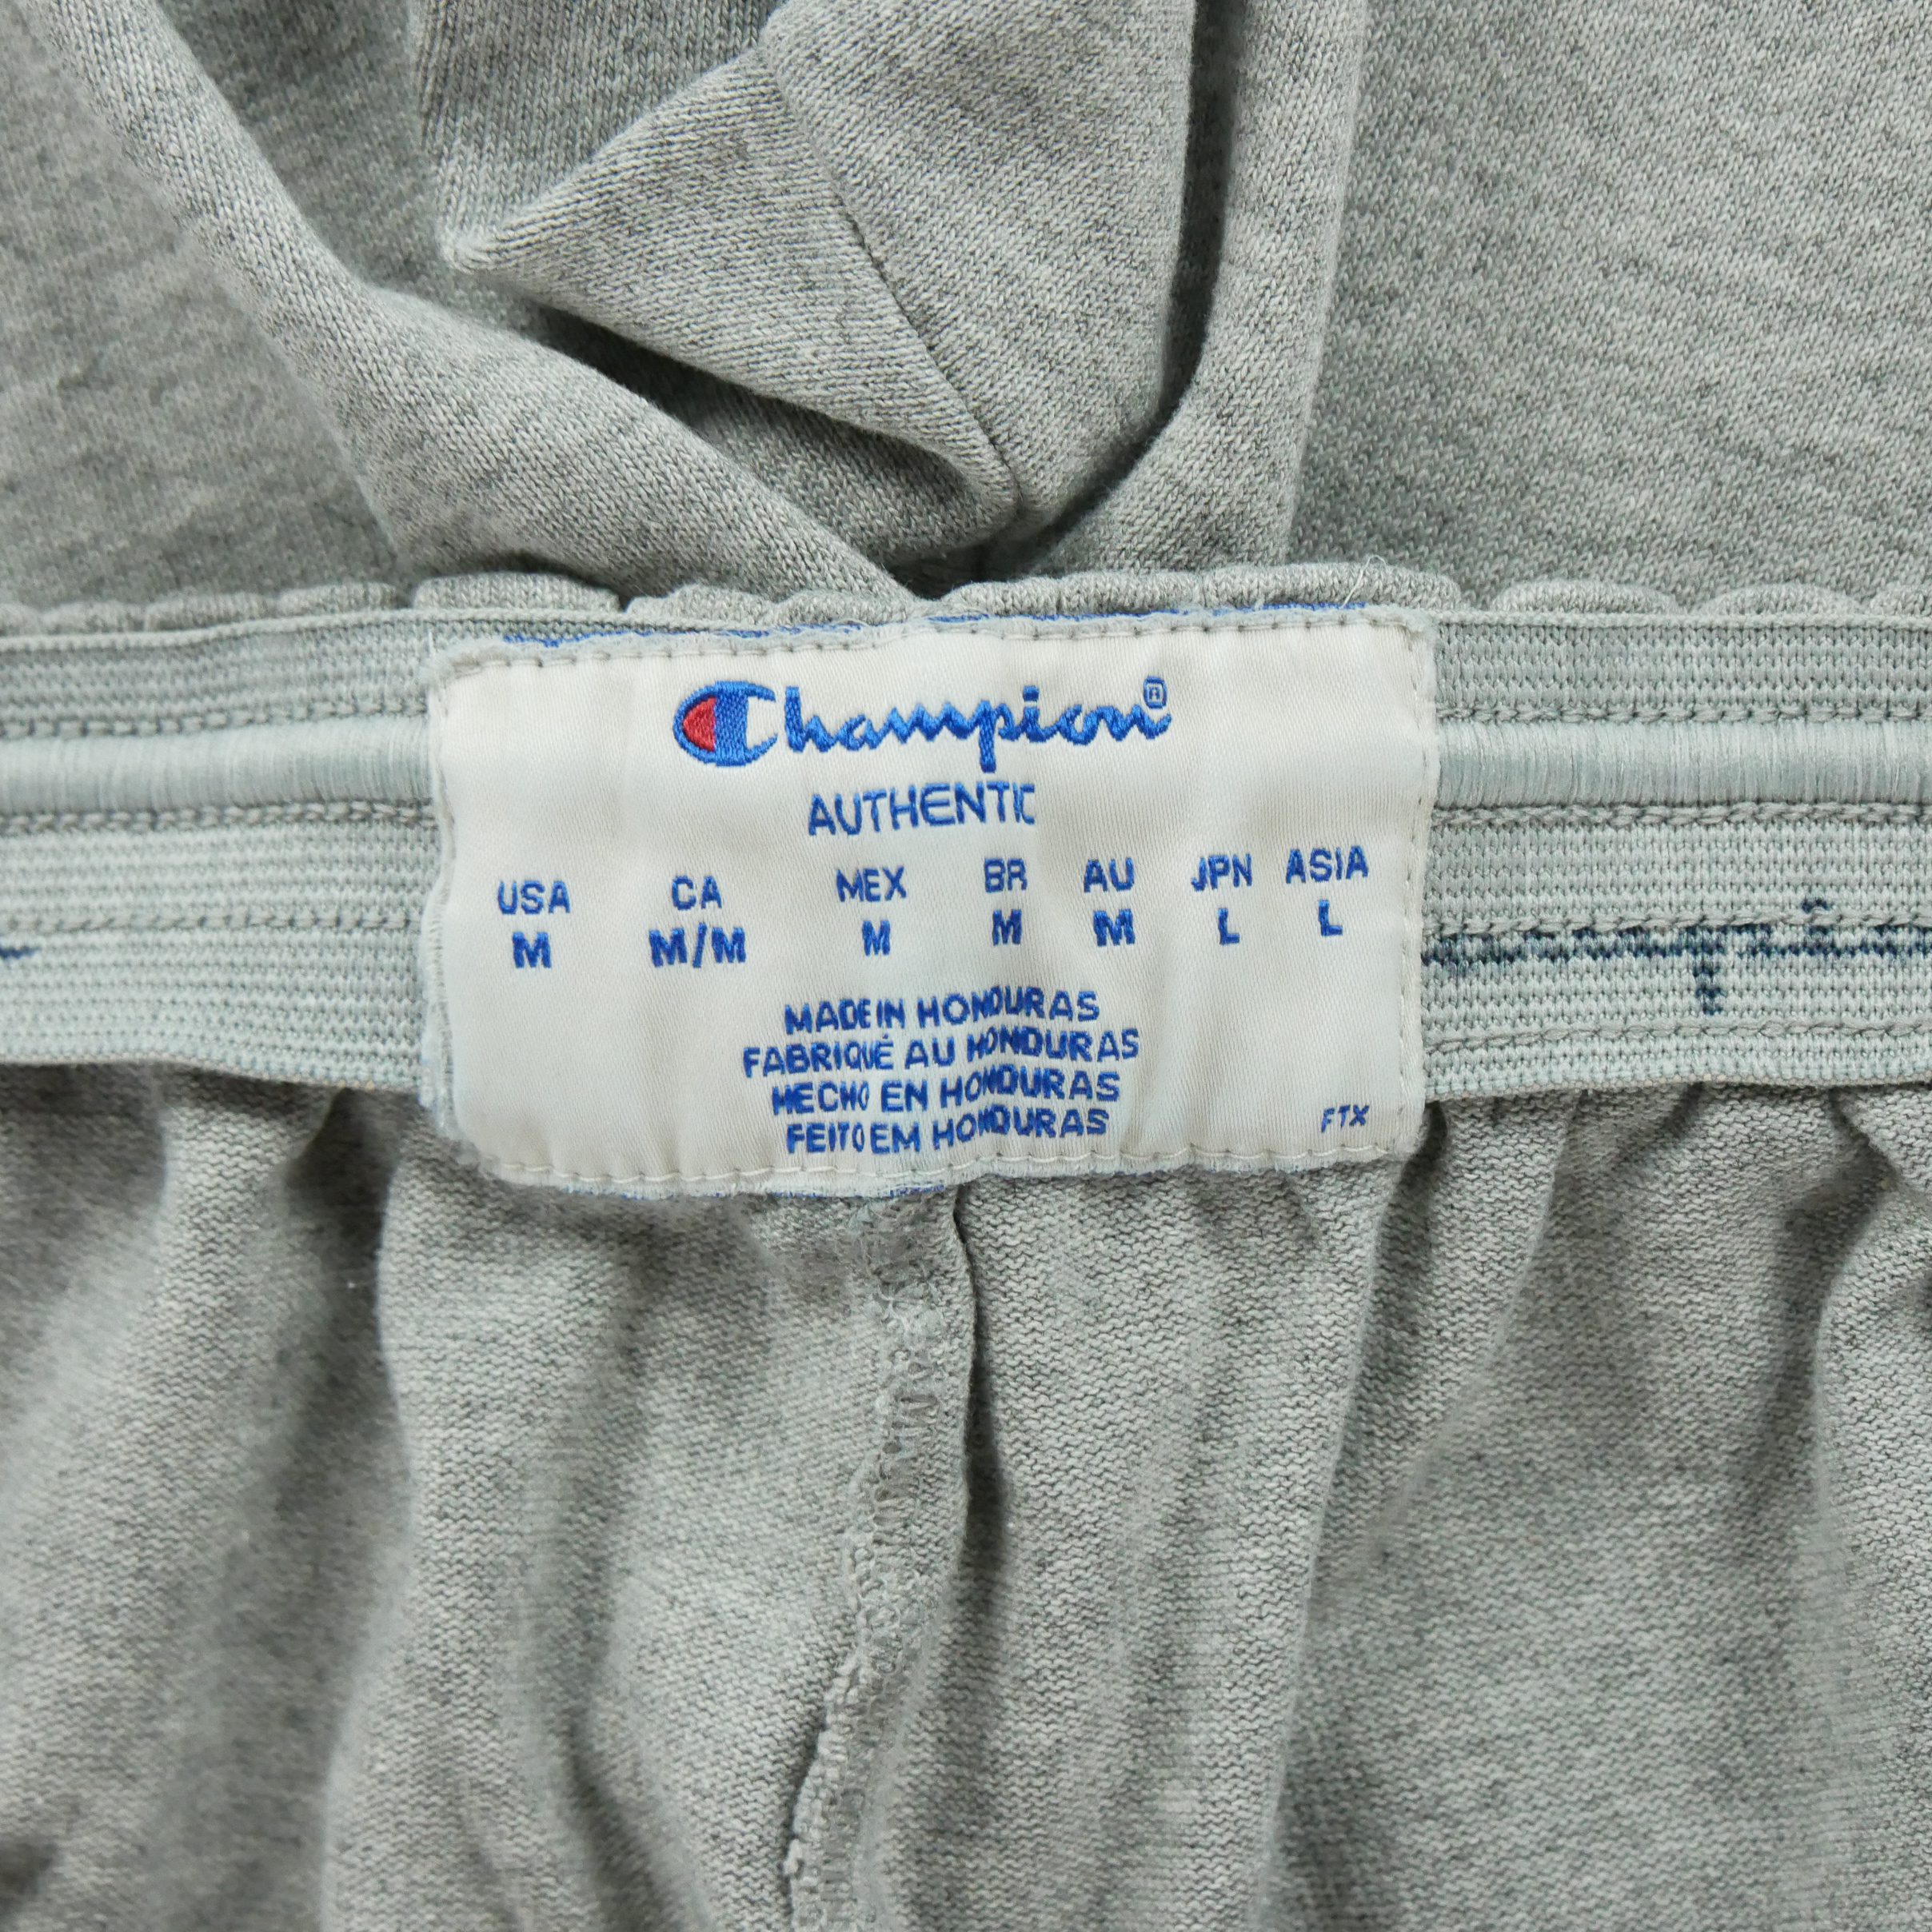 Champion®
AUTHENTIC
USA CA MEX BR AU JPN ASIA
M M/M M M M L L
MADE IN HONDURAS
FABRIQUÉ AU HONDURAS
HECHO EN HONDURAS
FEITO EM HONDURAS
FTX